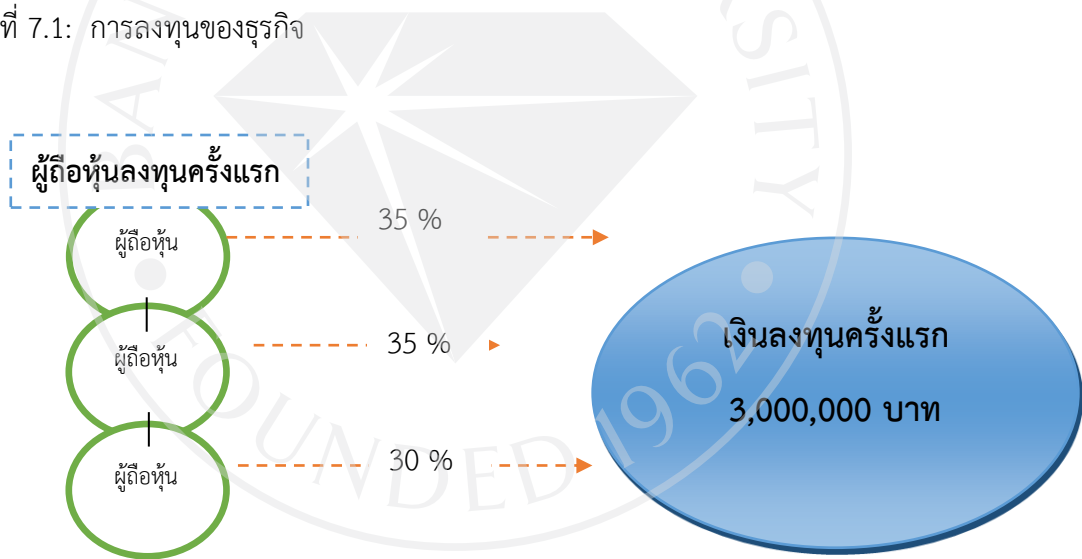 ที่ 7.1: การลงทุนของธุรกิจ
ผู้ถือหุ้นลงทุนครั้งแรก
ผู้ถือหุ้น
35 %
ผู้ถือหุ้น
35 %
ผู้ถือหุ้น
30 %
เงินลงทุนครั้งแรก
3,000,000 บาท
FOUNDED 1962